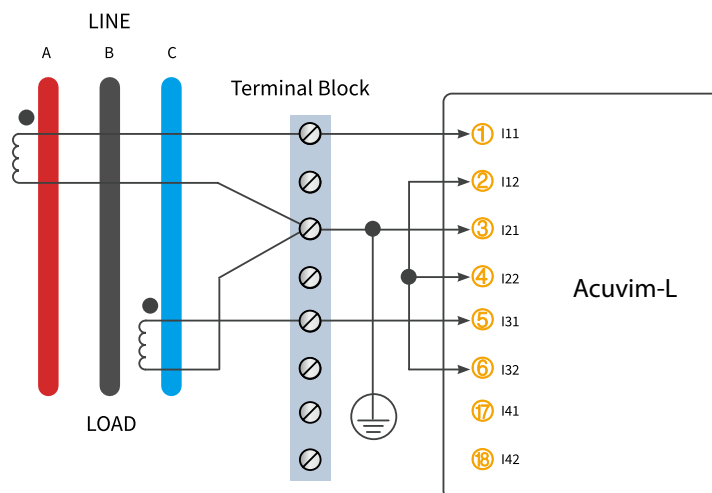 LINE
A B C
Terminal Block
1 I11
2 I12
3 I21
4 I22
Acuvim-L
5 I31
6 I32
17 I41
18 I42
LOAD